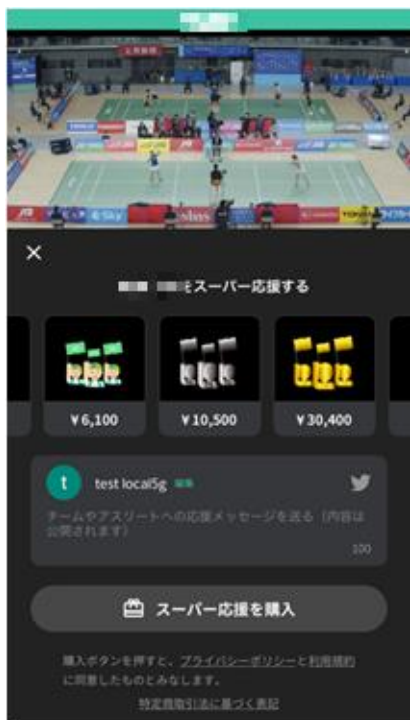 をスーパー応援する
¥6,100
¥10,500
¥30,400
t
test local5g 編集
チームやアスリートへの応援メッセージを送る（内容は
公開されます）
100
スーパー応援を購入
購入ボタンを押すと、プライバシーポリシーと利用規約
に同意したものとみなします。
特定商取引法に基づく表記